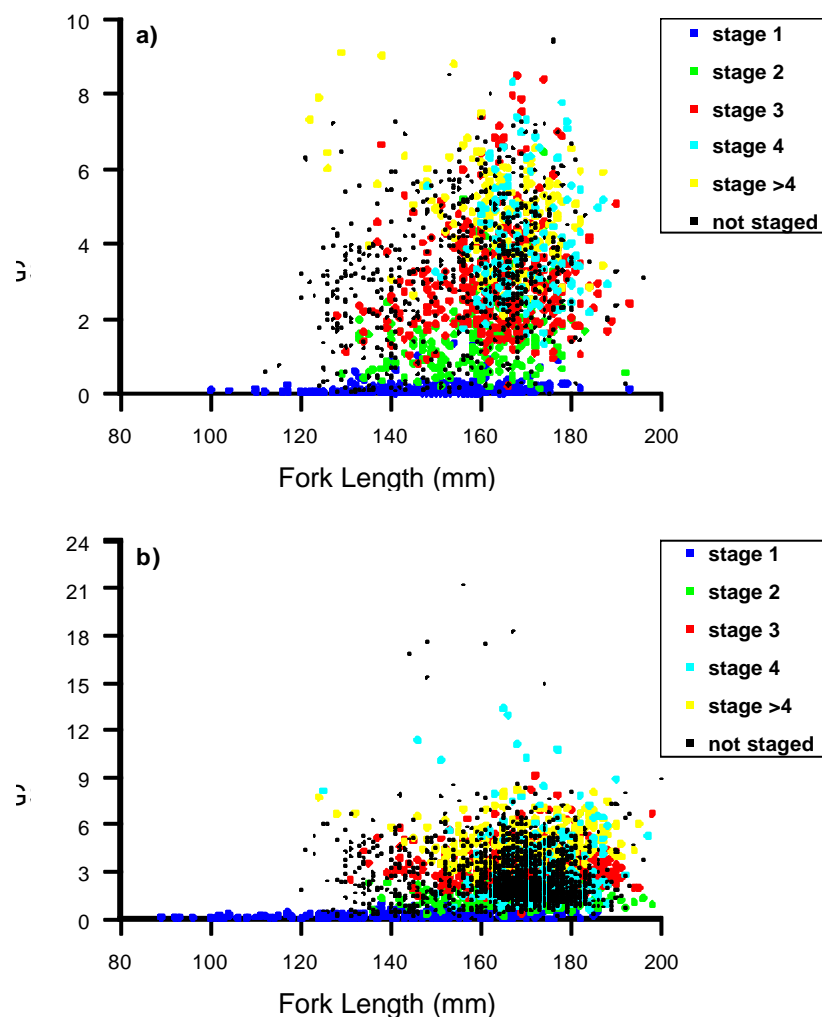 a)
10
8
6
4
2
0
80 100 120 140 160 180 200
Fork Length (mm)
stage 1
stage 2
stage 3
stage 4
stage >4
not staged
b)
24
21
18
15
12
9
6
3
0
80 100 120 140 160 180 200
Fork Length (mm)
stage 1
stage 2
stage 3
stage 4
stage >4
not staged